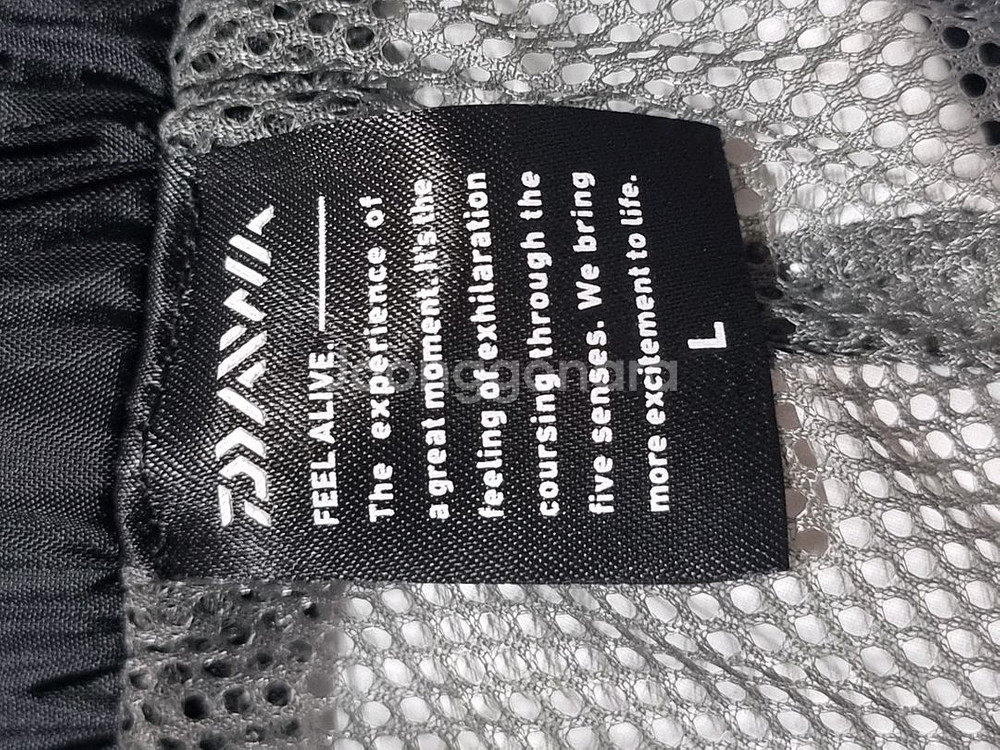 DAIWA
FEEL ALIVE.
The experience of
a great moment. It's the
feeling of exhilaration
coursing through the
five senses. We bring
more excitement to life.
L